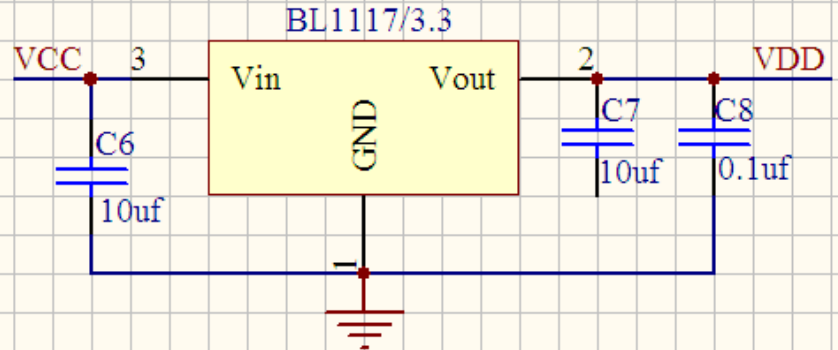 BL1117/3.3
VCC 3 Vin Vout 2 VDD
GND
C6 C7 C8
10uf 10uf 0.1uf
1